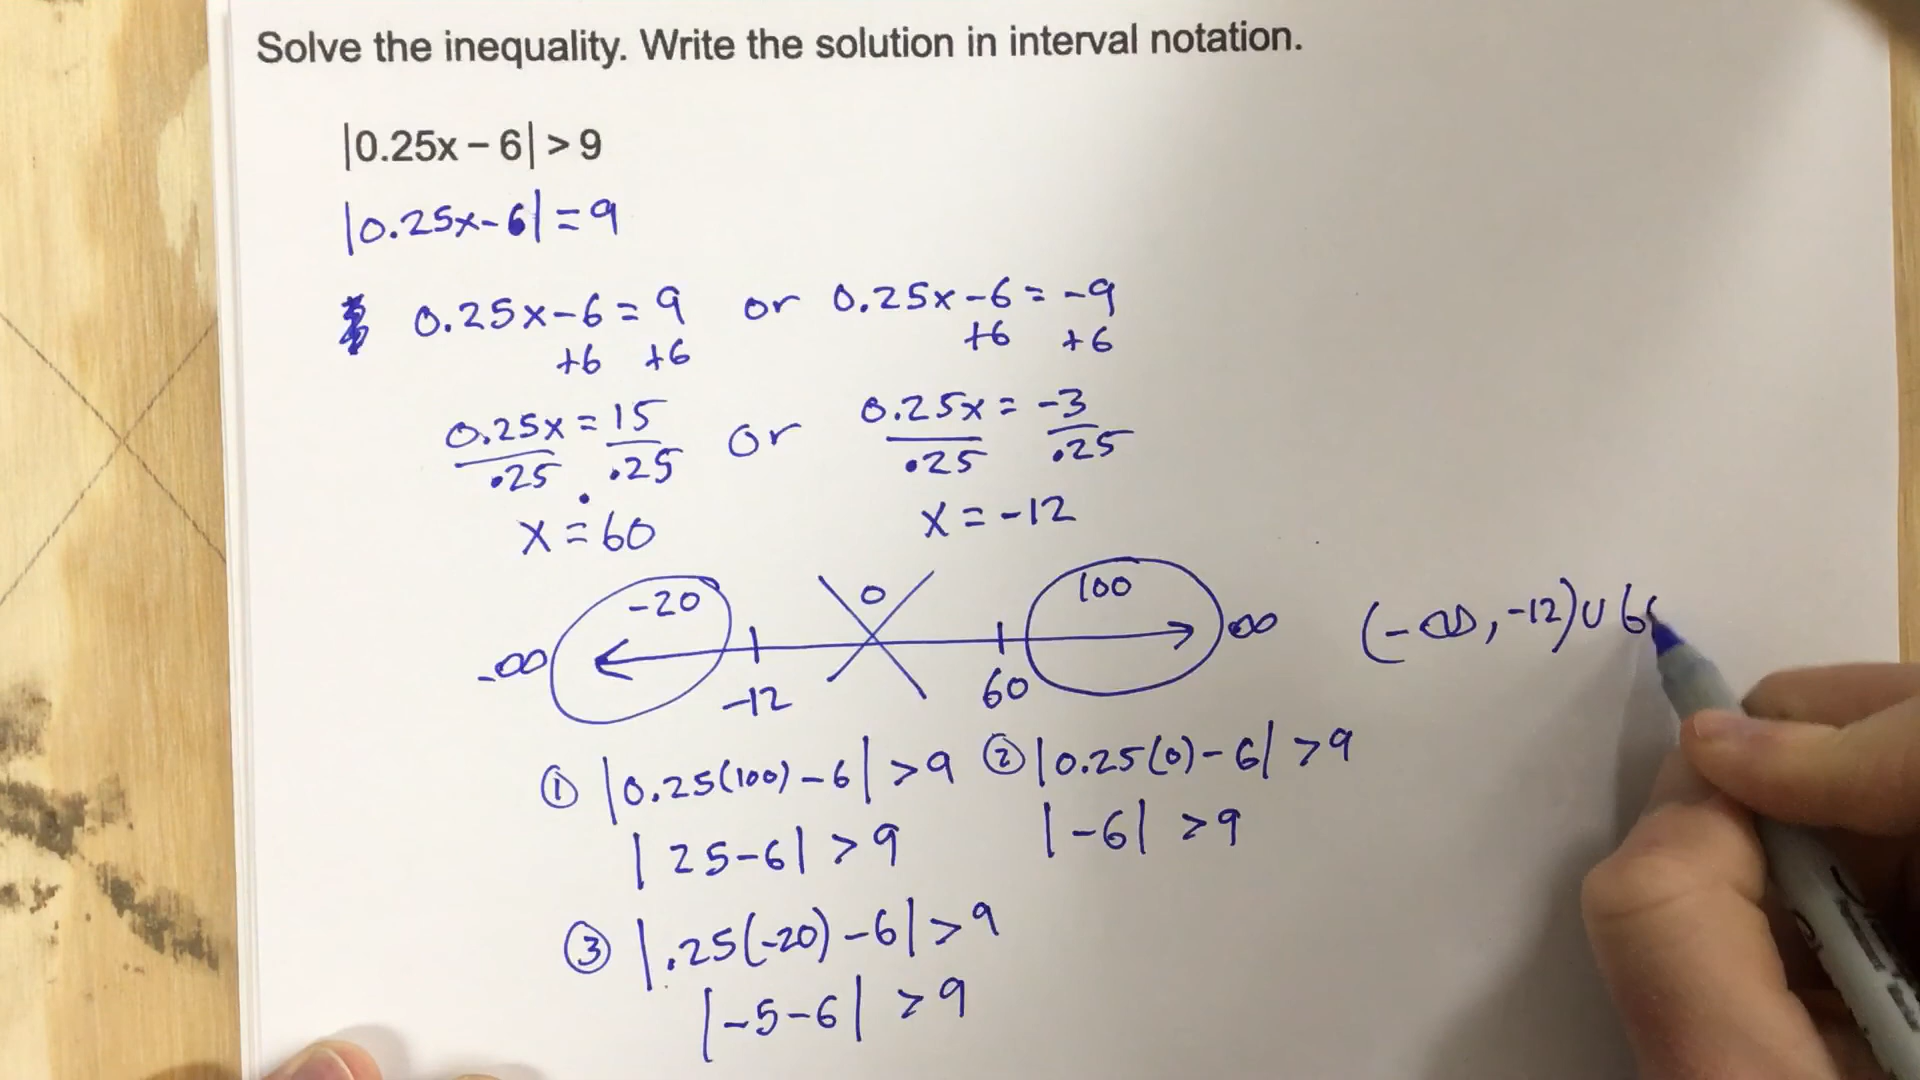 Solve the inequality. Write the solution in interval notation.
|0.25x – 6| > 9
|0.25x-6| = 9
0.25x-6 = 9 or 0.25x-6 = -9
+6 +6 +6 +6
0.25x = 15 or 0.25x = -3
.25 .25 .25 .25
x = 60 x = -12
-20 0 100
-∞ ∞ (-∞, -12)∪
-12 60
① |0.25(100)-6| >9 ② |0.25(0)-6| >9
|25-6| >9 |-6| >9
③ |.25(-20)-6| >9
|-5-6| >9